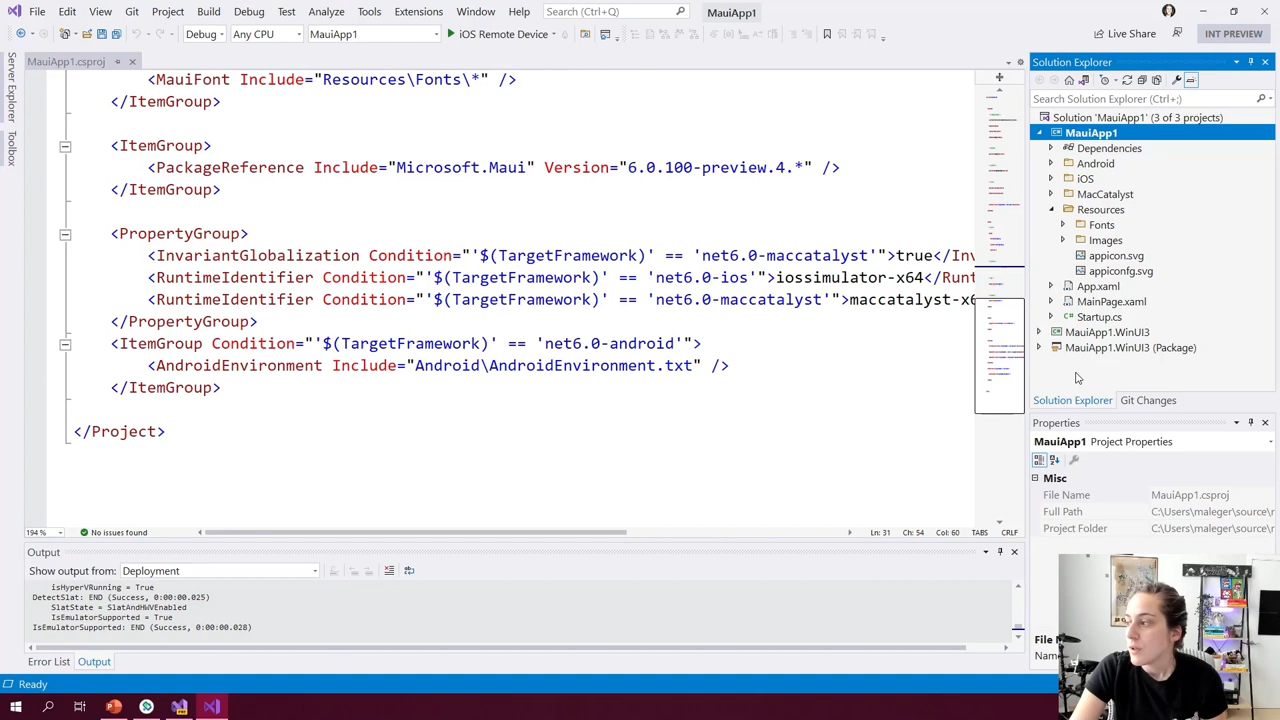 File Edit View Git Project Build Debug Test Analyze Tools Extensions Window Help Search (Ctrl+Q) MauiApp1
Debug Any CPU MauiApp1 iOS Remote Device Live Share INT PREVIEW
Server Explorer
Toolbox
MauiApp1.csproj
<MauiFont Include="Resources\Fonts\*" />
</ItemGroup>
<ItemGroup>
<PackageReference Include="Microsoft.Maui" Version="6.0.100-preview.4.*" />
</ItemGroup>
<PropertyGroup>
<InvariantGlobalization Condition="'$(TargetFramework)' == 'net6.0-maccatalyst'">true</Inv
<RuntimeIdentifier Condition="'$(TargetFramework)' == 'net6.0-ios'">iossimulator-x64</Runt
<RuntimeIdentifier Condition="'$(TargetFramework)' == 'net6.0-maccatalyst'">maccatalyst-x6
</PropertyGroup>
<ItemGroup Condition="'$(TargetFramework)' == 'net6.0-android'">
<AndroidEnvironment Include="Android\AndroidEnvironment.txt" />
</ItemGroup>
</Project>
194 % No issues found Ln: 31 Ch: 54 Col: 60 TABS CRLF
Output
Show output from: Deployment
isHyperVRunning = True
DetectSlat: END (Success, 0:00:00.025)
SlatState = SlatAndHWVEnabled
IsEmulatorSupported = True
IsEmulatorSupported: END (Success, 0:00:00.028)
Error List Output
Ready
Solution Explorer
Search Solution Explorer (Ctrl+;)
Solution 'MauiApp1' (3 of 3 projects)
MauiApp1
Dependencies
Android
iOS
MacCatalyst
Resources
Fonts
Images
appicon.svg
appiconfg.svg
App.xaml
MainPage.xaml
Startup.cs
MauiApp1.WinUI3
MauiApp1.WinUI3 (Package)
Solution Explorer Git Changes
Properties
MauiApp1 Project Properties
Misc
File Name MauiApp1.csproj
Full Path C:\Users\maleger\source\r
Project Folder C:\Users\maleger\source\r
File N
Nam